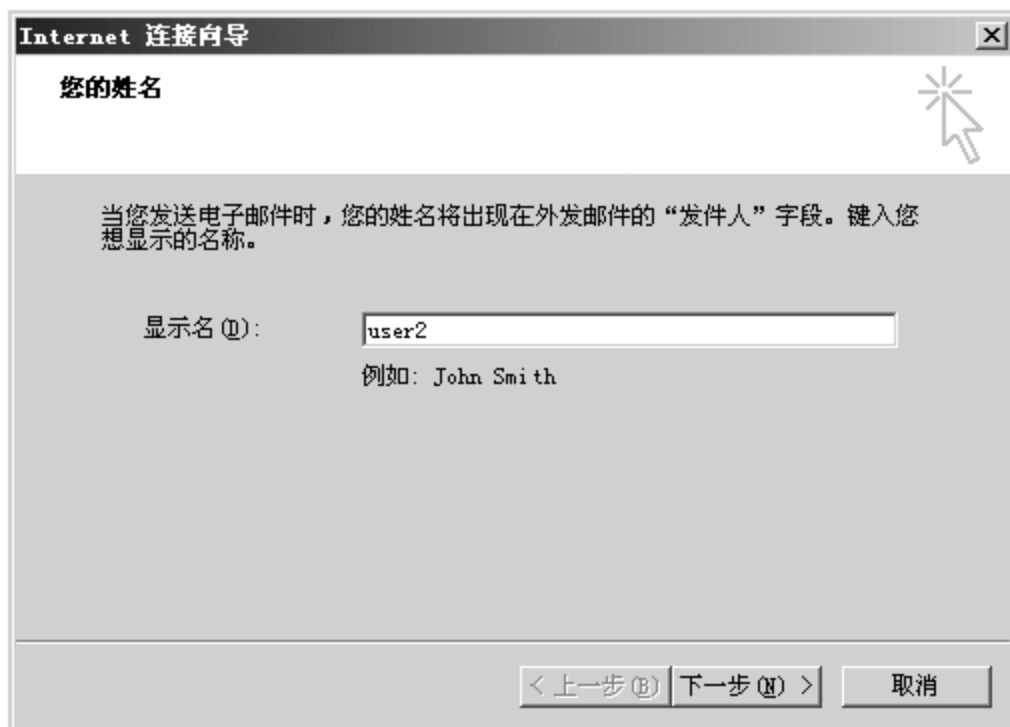 Internet 连接向导
您的姓名
当您发送电子邮件时，您的姓名将出现在外发邮件的“发件人”字段。键入您
想显示的名称。
显示名(D): user2
例如: John Smith
< 上一步(B) 下一步(N) > 取消